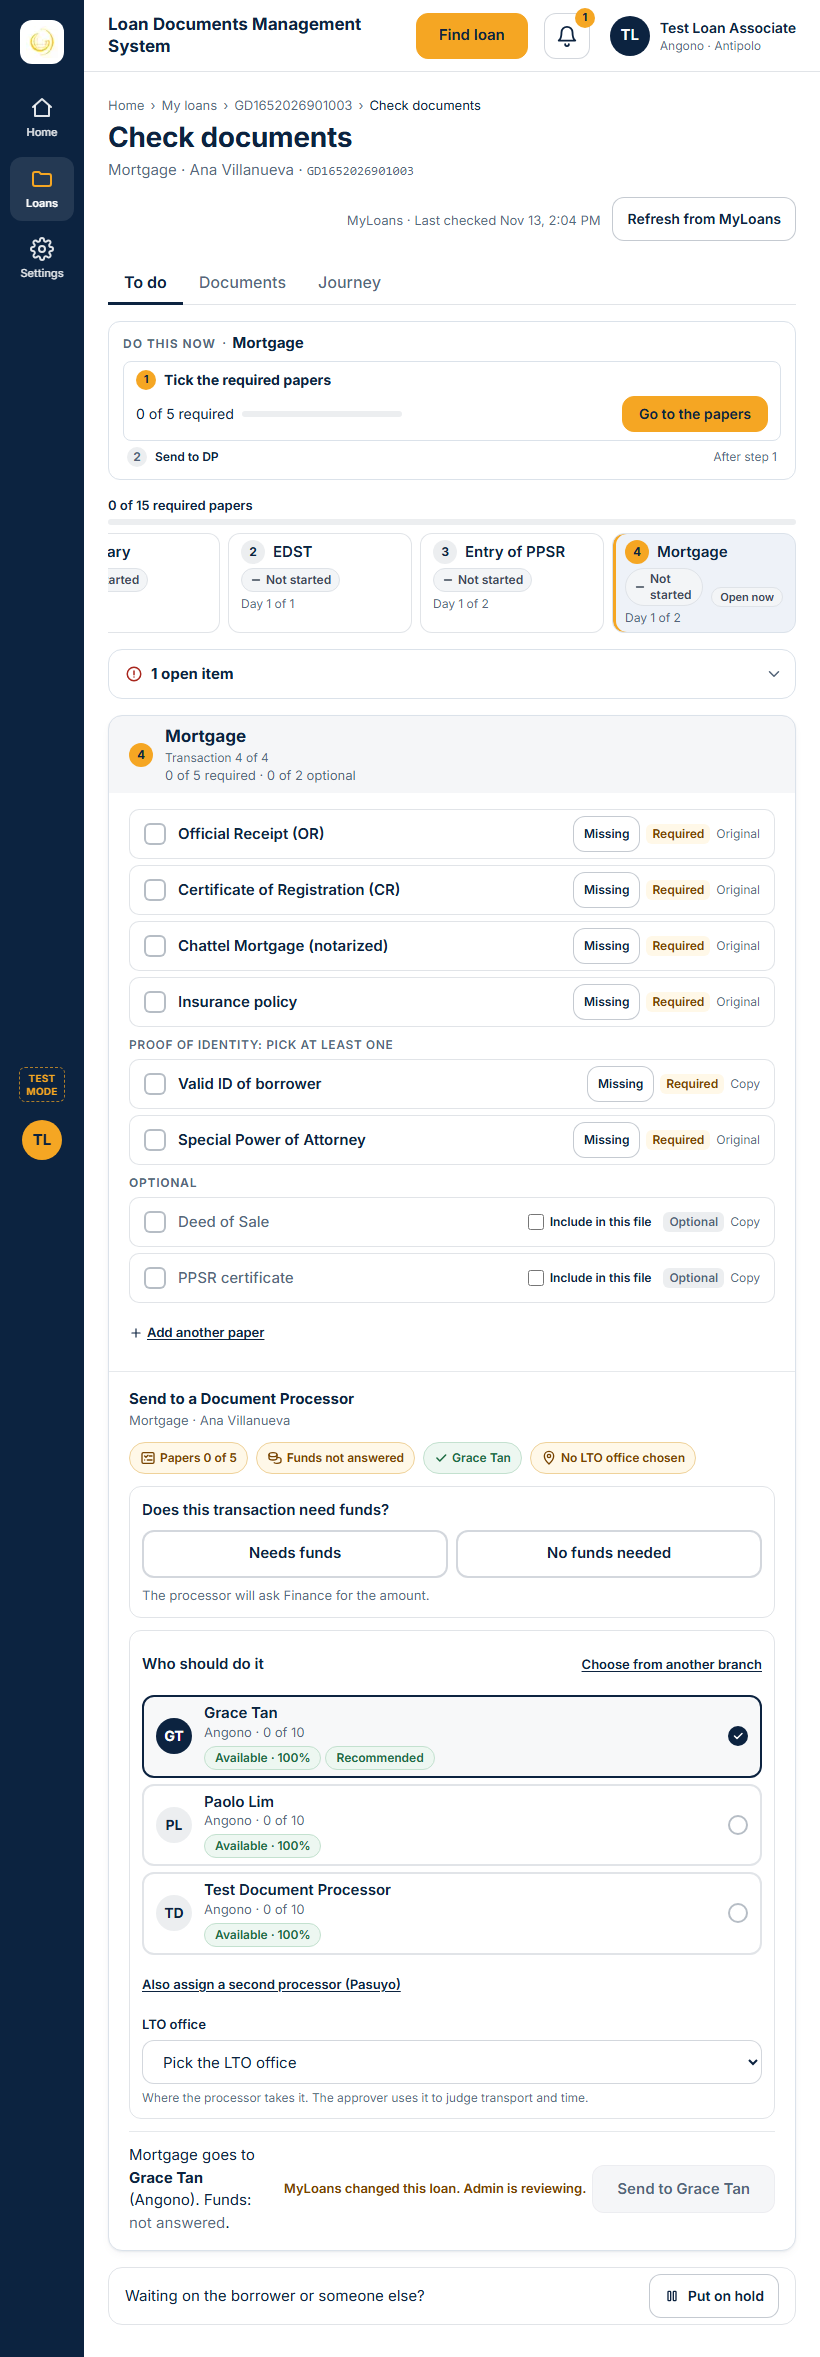 Loan Documents Management
System
Find loan
1
TL
Test Loan Associate
Angono · Antipolo
Home
Loans
Settings
TEST
MODE
TL
Home › My loans › GD1652026901003 › Check documents
Check documents
Mortgage · Ana Villanueva · GD1652026901003
MyLoans · Last checked Nov 13, 2:04 PM
Refresh from MyLoans
To do
Documents
Journey
DO THIS NOW · Mortgage
1 Tick the required papers
0 of 5 required
Go to the papers
2 Send to DP
After step 1
0 of 15 required papers
ary
arted
2 EDST
– Not started
Day 1 of 1
3 Entry of PPSR
– Not started
Day 1 of 2
4 Mortgage
– Not started
Open now
Day 1 of 2
1 open item
4
Mortgage
Transaction 4 of 4
0 of 5 required · 0 of 2 optional
Official Receipt (OR) Missing Required Original
Certificate of Registration (CR) Missing Required Original
Chattel Mortgage (notarized) Missing Required Original
Insurance policy Missing Required Original
PROOF OF IDENTITY: PICK AT LEAST ONE
Valid ID of borrower Missing Required Copy
Special Power of Attorney Missing Required Original
OPTIONAL
Deed of Sale Include in this file Optional Copy
PPSR certificate Include in this file Optional Copy
+ Add another paper
Send to a Document Processor
Mortgage · Ana Villanueva
Papers 0 of 5
Funds not answered
Grace Tan
No LTO office chosen
Does this transaction need funds?
Needs funds
No funds needed
The processor will ask Finance for the amount.
Who should do it
Choose from another branch
GT
Grace Tan
Angono · 0 of 10
Available · 100%
Recommended
PL
Paolo Lim
Angono · 0 of 10
Available · 100%
TD
Test Document Processor
Angono · 0 of 10
Available · 100%
Also assign a second processor (Pasuyo)
LTO office
Pick the LTO office
Where the processor takes it. The approver uses it to judge transport and time.
Mortgage goes to
Grace Tan
(Angono). Funds:
not answered.
MyLoans changed this loan. Admin is reviewing.
Send to Grace Tan
Waiting on the borrower or someone else?
Put on hold